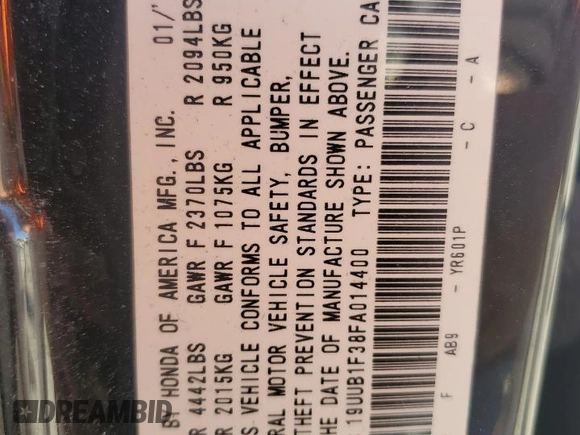 BY HONDA OF AMERICA MFG., INC. 01/
R 4442LBS GAWR F 2370LBS R 2094LBS
R 2015KG GAWR F 1075KG R 950KG
S VEHICLE CONFORMS TO ALL APPLICABLE
RAL MOTOR VEHICLE SAFETY, BUMPER,
THEFT PREVENTION STANDARDS IN EFFECT
HE DATE OF MANUFACTURE SHOWN ABOVE.
19UUB1F38FA014400 TYPE: PASSENGER CA
F AB9 - YR601P - C - A
DREAMBID